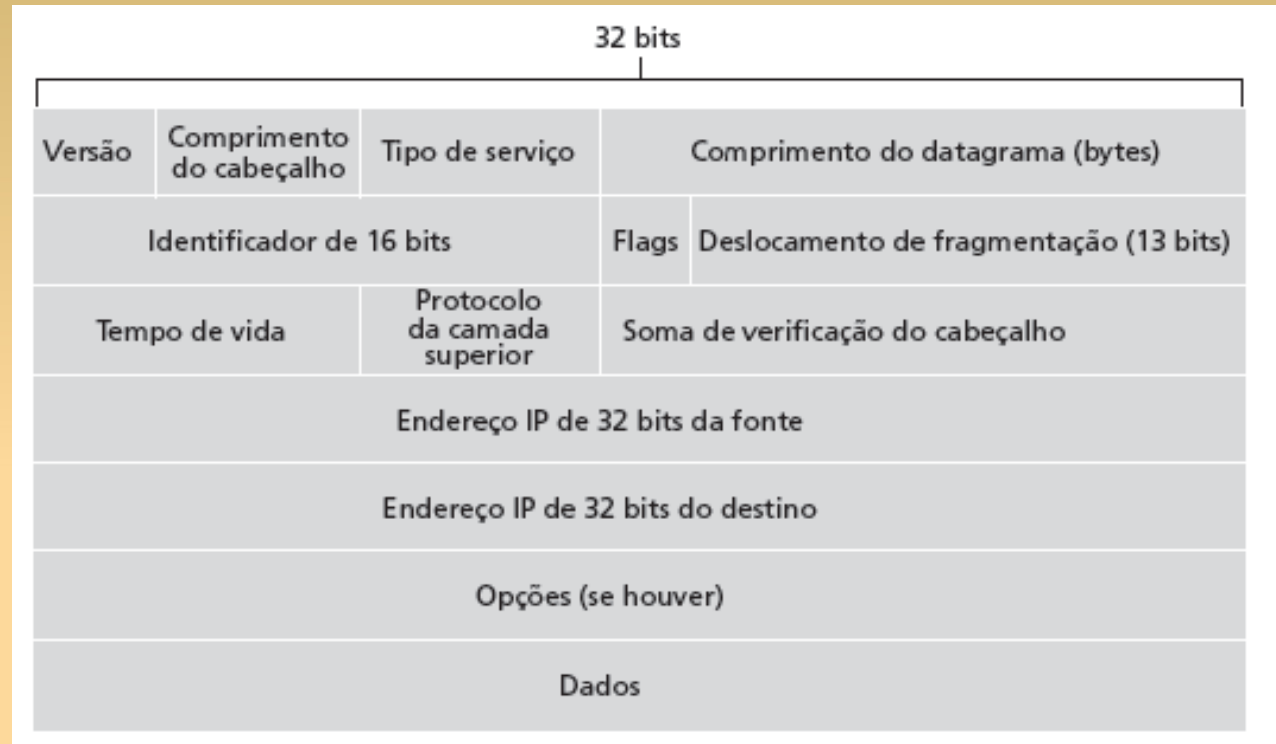 32 bits
Versão
Comprimento
do cabeçalho
Tipo de serviço
Comprimento do datagrama (bytes)
Identificador de 16 bits
Flags
Deslocamento de fragmentação (13 bits)
Tempo de vida
Protocolo
da camada
superior
Soma de verificação do cabeçalho
Endereço IP de 32 bits da fonte
Endereço IP de 32 bits do destino
Opções (se houver)
Dados